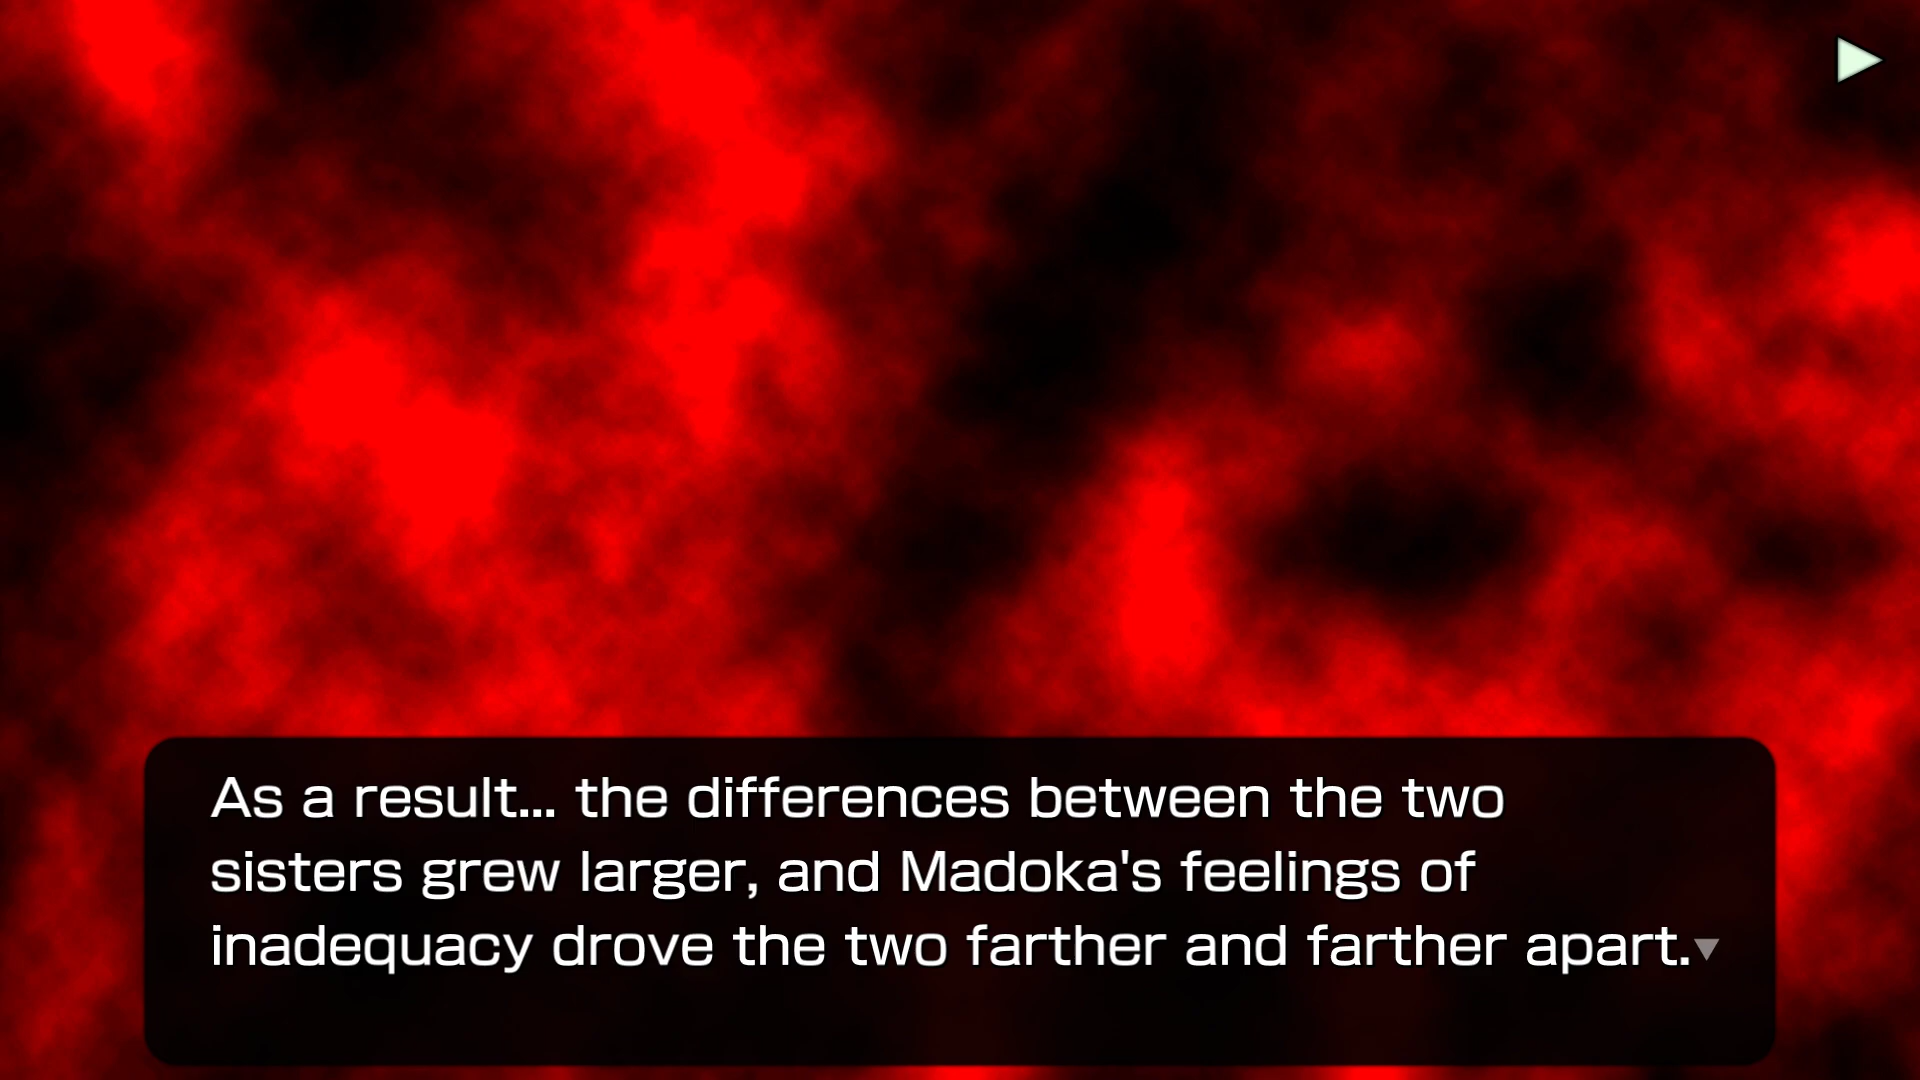 As a result... the differences between the two
sisters grew larger, and Madoka's feelings of
inadequacy drove the two farther and farther apart.